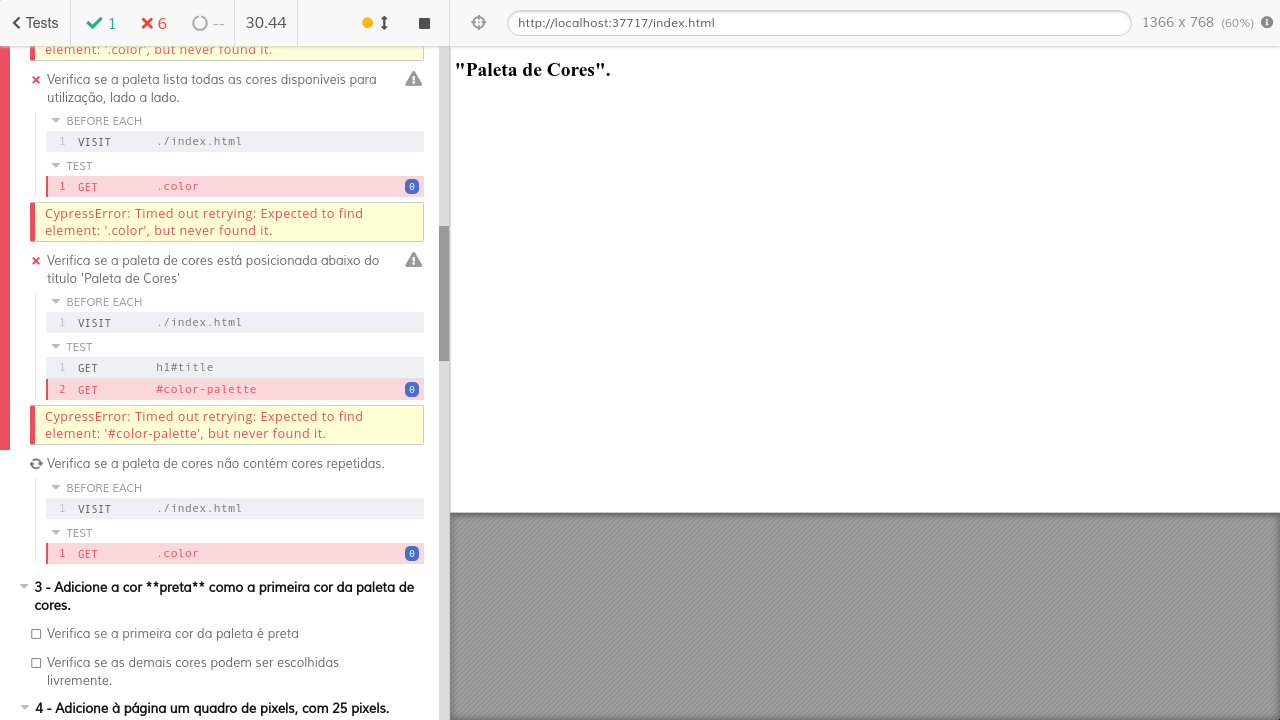 Tests
1
6
--
30.44
http://localhost:37717/index.html
1366 x 768 (60%)
element: '.color', but never found it.
Verifica se a paleta lista todas as cores disponíveis para
utilização, lado a lado.
BEFORE EACH
1 VISIT ./index.html
TEST
1 GET .color 0
CypressError: Timed out retrying: Expected to find
element: '.color', but never found it.
Verifica se a paleta de cores está posicionada abaixo do
título 'Paleta de Cores'
BEFORE EACH
1 VISIT ./index.html
TEST
1 GET h1#title
2 GET #color-palette 0
CypressError: Timed out retrying: Expected to find
element: '#color-palette', but never found it.
Verifica se a paleta de cores não contém cores repetidas.
BEFORE EACH
1 VISIT ./index.html
TEST
1 GET .color 0
3 - Adicione a cor **preta** como a primeira cor da paleta de
cores.
Verifica se a primeira cor da paleta é preta
Verifica se as demais cores podem ser escolhidas
livremente.
4 - Adicione à página um quadro de pixels, com 25 pixels.
"Paleta de Cores".